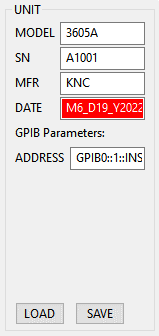 UNIT
MODEL 3605A
SN A1001
MFR KNC
DATE M6_D19_Y2022
GPIB Parameters:
ADDRESS GPIB0::1::INS
LOAD SAVE